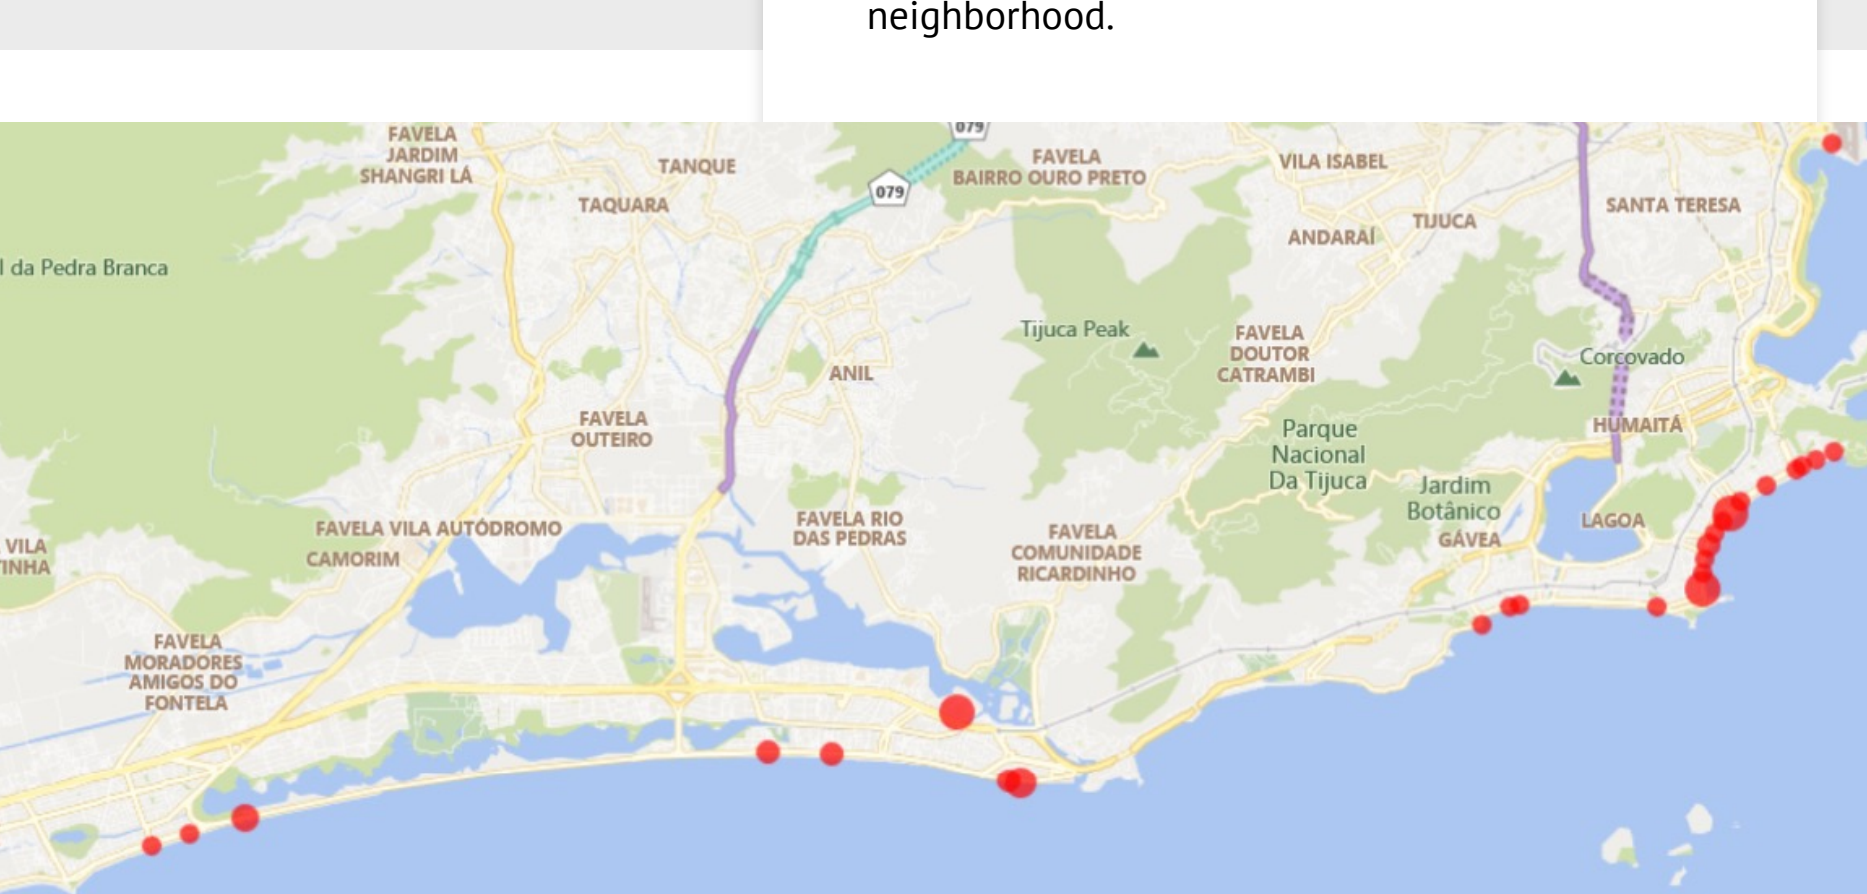 neighborhood.
079
FAVELA
JARDIM
SHANGRI LÁ
TANQUE
FAVELA
BAIRRO OURO PRETO
VILA ISABEL
079
TAQUARA
SANTA TERESA
TIJUCA
ANDARAÍ
l da Pedra Branca
Tijuca Peak
FAVELA
DOUTOR
CATRAMBI
Corcovado
ANIL
FAVELA
OUTEIRO
HUMAITÁ
Parque
Nacional
Da Tijuca
Jardim
Botânico
FAVELA VILA AUTÓDROMO
FAVELA RIO
DAS PEDRAS
LAGOA
GÁVEA
FAVELA
COMUNIDADE
RICARDINHO
VILA
TINHA
CAMORIM
FAVELA
MORADORES
AMIGOS DO
FONTELA